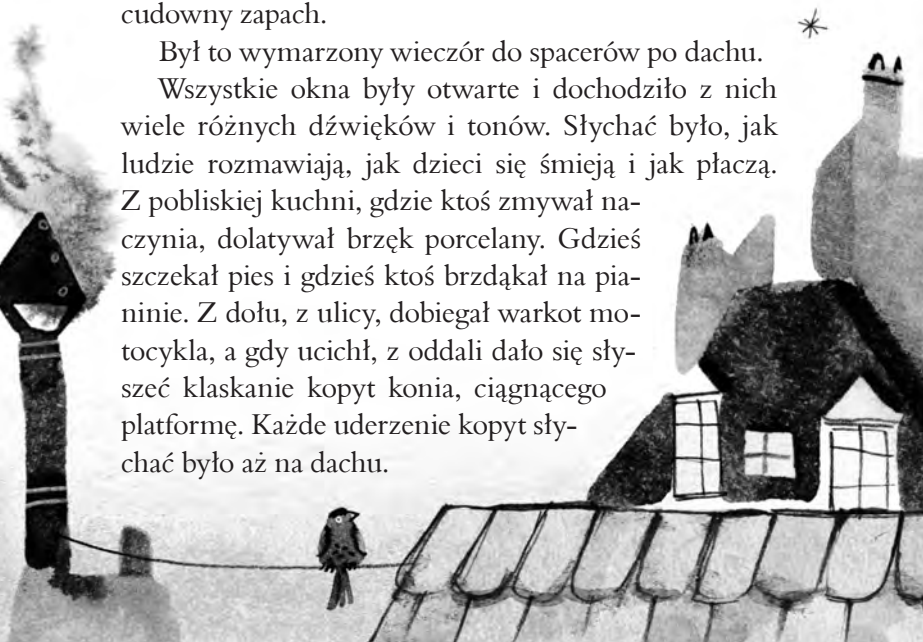 cudowny zapach.
Był to wymarzony wieczór do spacerów po dachu.
Wszystkie okna były otwarte i dochodziło z nich
wiele różnych dźwięków i tonów. Słychać było, jak
ludzie rozmawiają, jak dzieci się śmieją i jak płaczą.
Z pobliskiej kuchni, gdzie ktoś zmywał na-
czynia, dolatywał brzęk porcelany. Gdzieś
szczekał pies i gdzieś ktoś brzdąkał na pia-
ninie. Z dołu, z ulicy, dobiegał warkot mo-
tocykla, a gdy ucichł, z oddali dało się sły-
szeć klaskanie kopyt konia, ciągnącego
platformę. Każde uderzenie kopyt sły-
chać było aż na dachu.